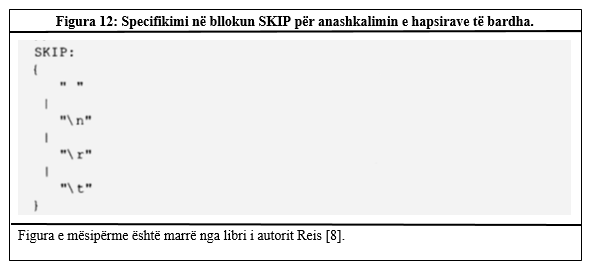 Figura 12: Specifikimi në bllokun SKIP për anashkalimin e hapsirave të bardha.
SKIP:
{
" "
|
"\n"
|
"\r"
|
"\t"
}
Figura e mësipërme është marrë nga libri i autorit Reis [8].